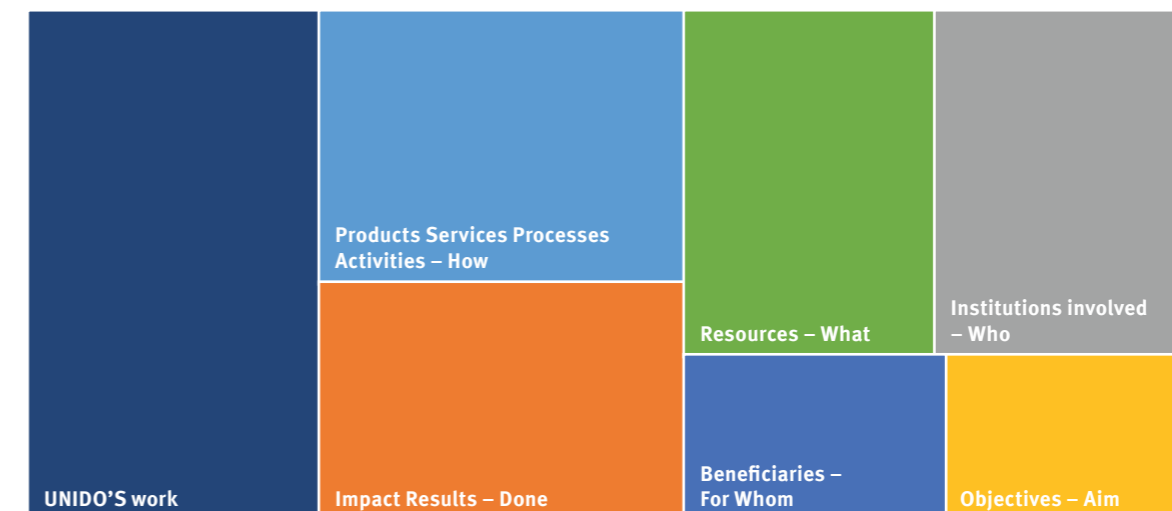 UNIDO’S work
Products Services Processes
Activities – How
Impact Results – Done
Resources – What
Institutions involved
– Who
Beneficiaries –
For Whom
Objectives – Aim